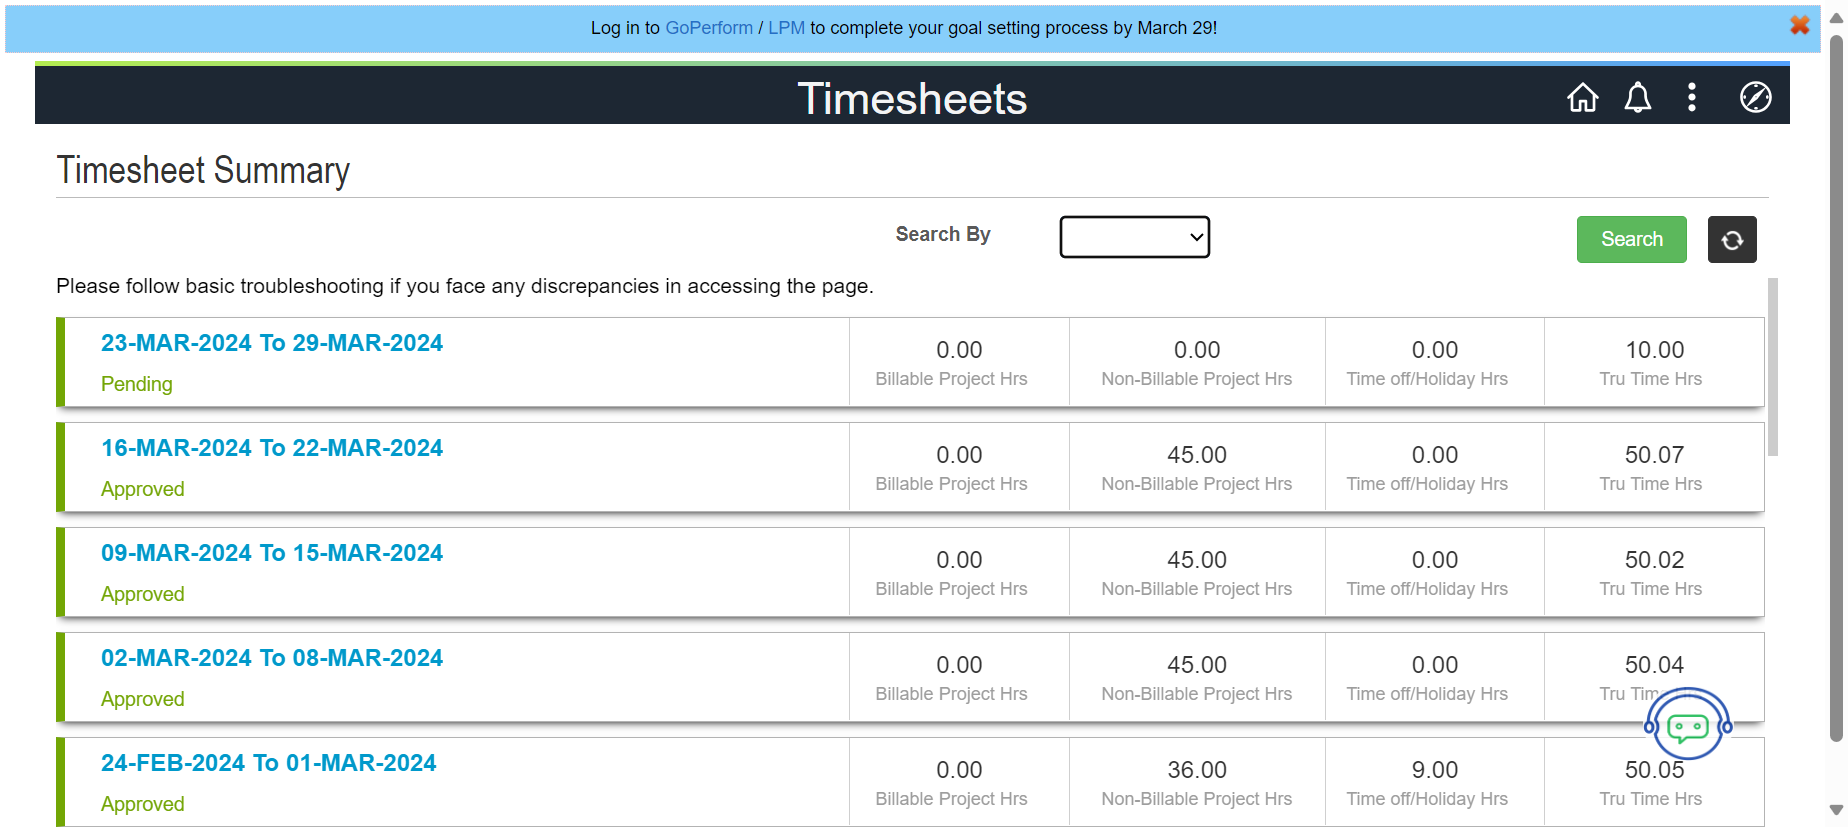 Log in to GoPerform / LPM to complete your goal setting process by March 29!
Timesheets
Timesheet Summary
Search By
Search
Please follow basic troubleshooting if you face any discrepancies in accessing the page.
23-MAR-2024 To 29-MAR-2024
Pending
0.00
Billable Project Hrs
0.00
Non-Billable Project Hrs
0.00
Time off/Holiday Hrs
10.00
Tru Time Hrs
16-MAR-2024 To 22-MAR-2024
Approved
0.00
Billable Project Hrs
45.00
Non-Billable Project Hrs
0.00
Time off/Holiday Hrs
50.07
Tru Time Hrs
09-MAR-2024 To 15-MAR-2024
Approved
0.00
Billable Project Hrs
45.00
Non-Billable Project Hrs
0.00
Time off/Holiday Hrs
50.02
Tru Time Hrs
02-MAR-2024 To 08-MAR-2024
Approved
0.00
Billable Project Hrs
45.00
Non-Billable Project Hrs
0.00
Time off/Holiday Hrs
50.04
Tru Time
24-FEB-2024 To 01-MAR-2024
Approved
0.00
Billable Project Hrs
36.00
Non-Billable Project Hrs
9.00
Time off/Holiday Hrs
50.05
Tru Time Hrs